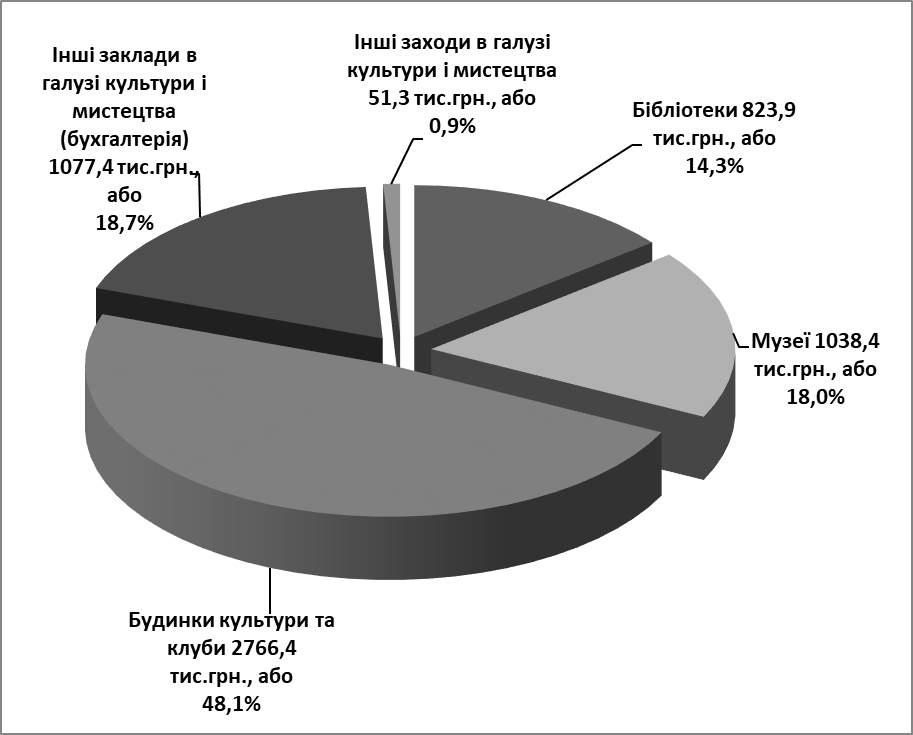 Інші заклади в
галузі культури і
мистецтва
(бухгалтерія)
1077,4 тис.грн.,
або
18,7%
Інші заходи в галузі
культури і мистецтва
51,3 тис.грн., або
0,9%
Бібліотеки 823,9
тис.грн., або
14,3%
Музеї 1038,4
тис.грн., або
18,0%
Будинки культури та
клуби 2766,4
тис.грн., або
48,1%